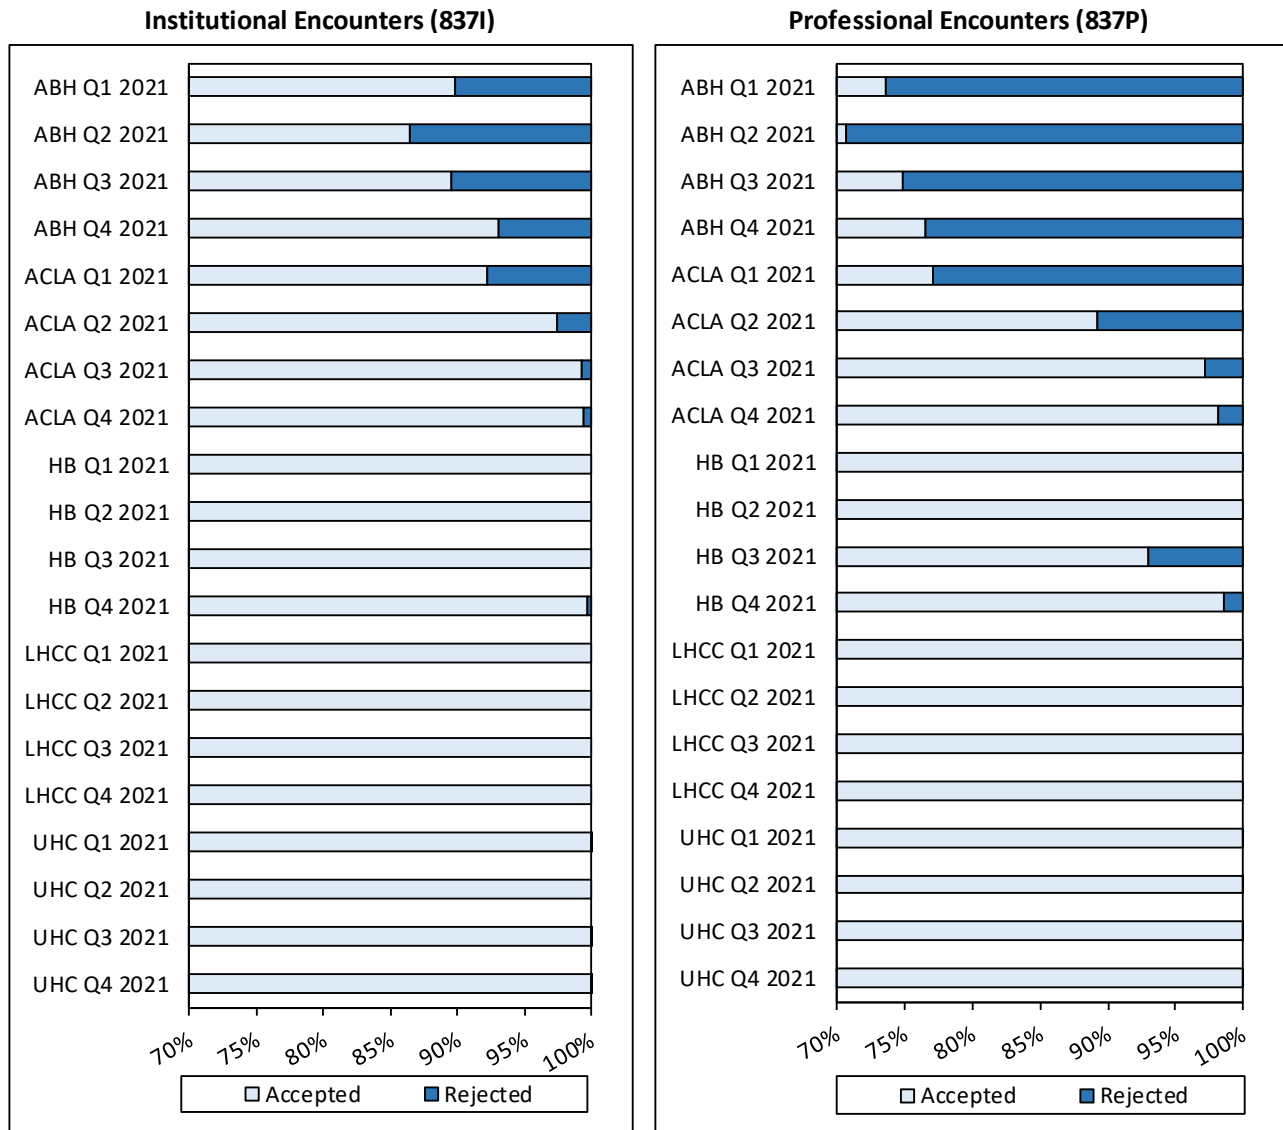 Institutional Encounters (837I)
ABH Q1 2021
ABH Q2 2021
ABH Q3 2021
ABH Q4 2021
ACLA Q1 2021
ACLA Q2 2021
ACLA Q3 2021
ACLA Q4 2021
HB Q1 2021
HB Q2 2021
HB Q3 2021
HB Q4 2021
LHCC Q1 2021
LHCC Q2 2021
LHCC Q3 2021
LHCC Q4 2021
UHC Q1 2021
UHC Q2 2021
UHC Q3 2021
UHC Q4 2021
70% 75% 80% 85% 90% 95% 100%
Accepted Rejected
Professional Encounters (837P)
ABH Q1 2021
ABH Q2 2021
ABH Q3 2021
ABH Q4 2021
ACLA Q1 2021
ACLA Q2 2021
ACLA Q3 2021
ACLA Q4 2021
HB Q1 2021
HB Q2 2021
HB Q3 2021
HB Q4 2021
LHCC Q1 2021
LHCC Q2 2021
LHCC Q3 2021
LHCC Q4 2021
UHC Q1 2021
UHC Q2 2021
UHC Q3 2021
UHC Q4 2021
70% 75% 80% 85% 90% 95% 100%
Accepted Rejected